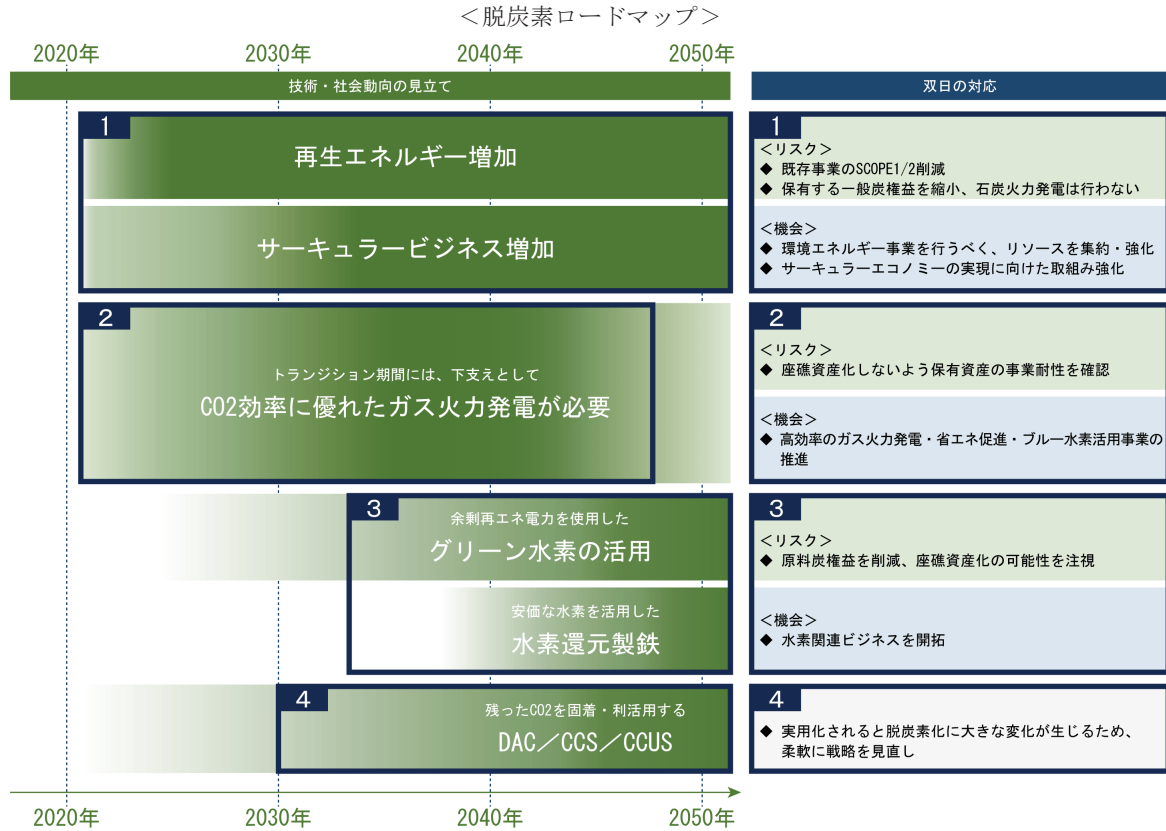 ＜脱炭素ロードマップ＞
2020年
2030年
2040年
2050年
技術・社会動向の見立て
双日の対応
1
再生エネルギー増加
サーキュラービジネス増加
1
＜リスク＞
◆ 既存事業のSCOPE1/2削減
◆ 保有する一般炭権益を縮小、石炭火力発電は行わない
＜機会＞
◆ 環境エネルギー事業を行うべく、リソースを集約・強化
◆ サーキュラーエコノミーの実現に向けた取組み強化
2
トランジション期間には、下支えとして
CO2効率に優れたガス火力発電が必要
2
＜リスク＞
◆ 座礁資産化しないよう保有資産の事業耐性を確認
＜機会＞
◆ 高効率のガス火力発電・省エネ促進・ブルー水素活用事業の
推進
3
余剰再エネ電力を使用した
グリーン水素の活用
安価な水素を活用した
水素還元製鉄
3
＜リスク＞
◆ 原料炭権益を削減、座礁資産化の可能性を注視
＜機会＞
◆ 水素関連ビジネスを開拓
4
残ったCO2を固着・利活用する
DAC／CCS／CCUS
4
◆ 実用化されると脱炭素化に大きな変化が生じるため、
柔軟に戦略を見直し
2020年
2030年
2040年
2050年